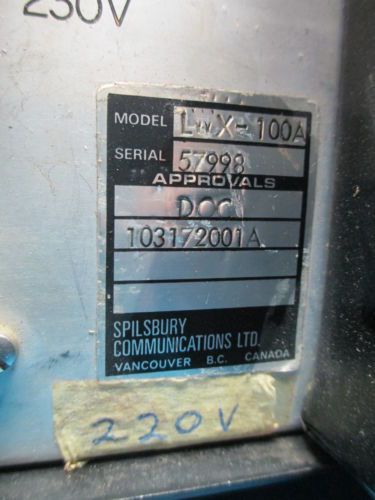 230V
MODEL LWX-100A
SERIAL 57998
APPROVALS
DOC
103172001A
SPILSBURY
COMMUNICATIONS LTD.
VANCOUVER B.C. CANADA
220V